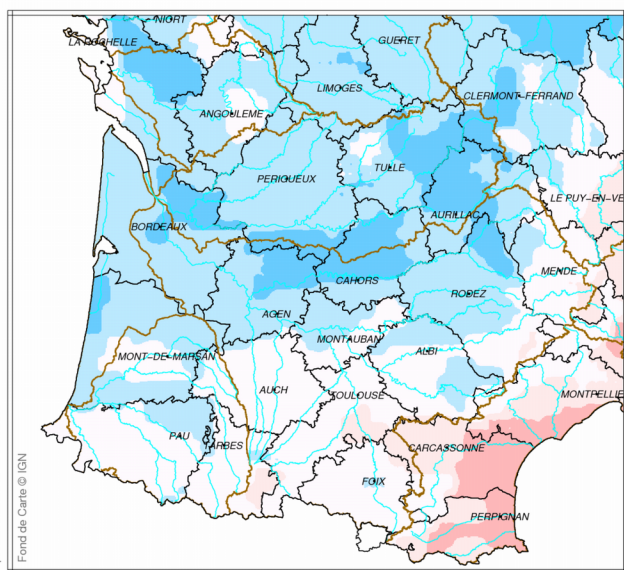 NIORT
LA ROCHELLE
GUERET
LIMOGES
CLERMONT-FERRAND
ANGOULEME
TULLE
PERIGUEUX
LE PUY-EN-VE
AURILLAC
BORDEAUX
MENDE
CAHORS
RODEZ
AGEN
MONTAUBAN
ALBI
MONT-DE-MARSAN
AUCH
TOULOUSE
MONTPELLIE
PAU
TARBES
CARCASSONNE
FOIX
PERPIGNAN
Fond de Carte © IGN